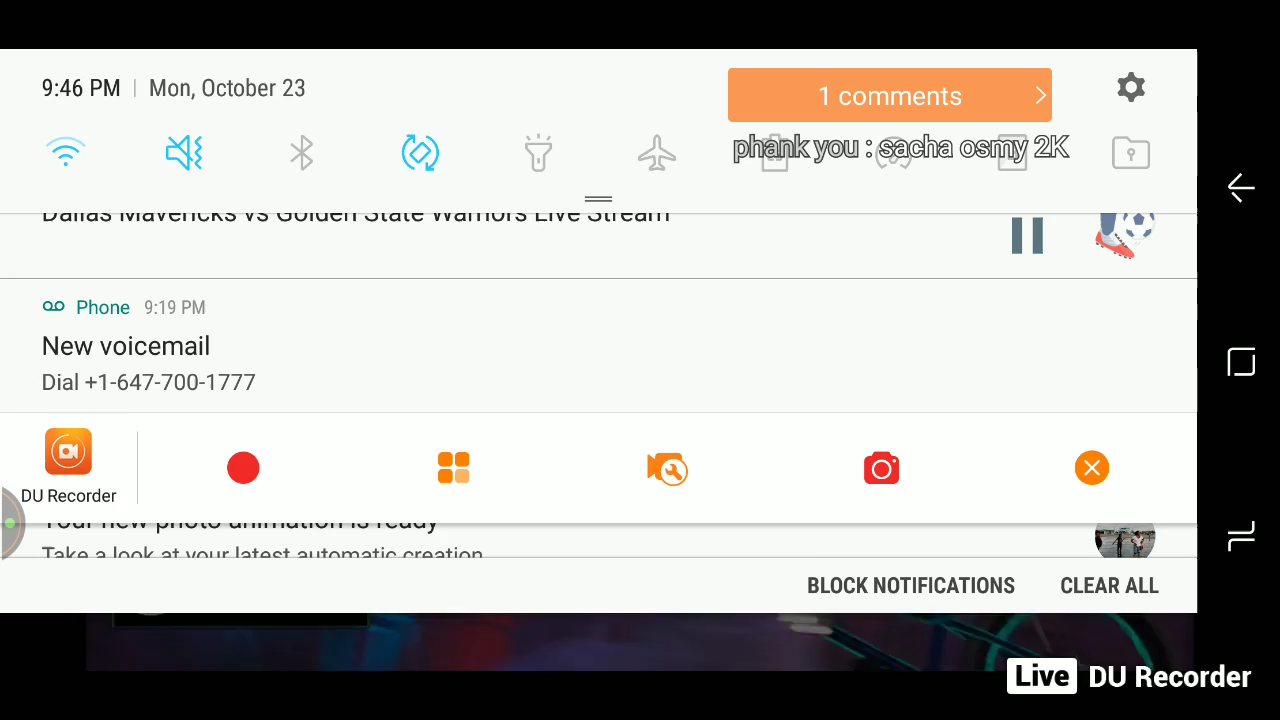 9:46 PM | Mon, October 23
1 comments
phank you : sacha osmy 2K
Dallas Mavericks vs Golden State Warriors Live Stream
Phone 9:19 PM
New voicemail
Dial +1-647-700-1777
DU Recorder
Your new photo animation is ready
Take a look at your latest automatic creation
BLOCK NOTIFICATIONS CLEAR ALL
Live DU Recorder